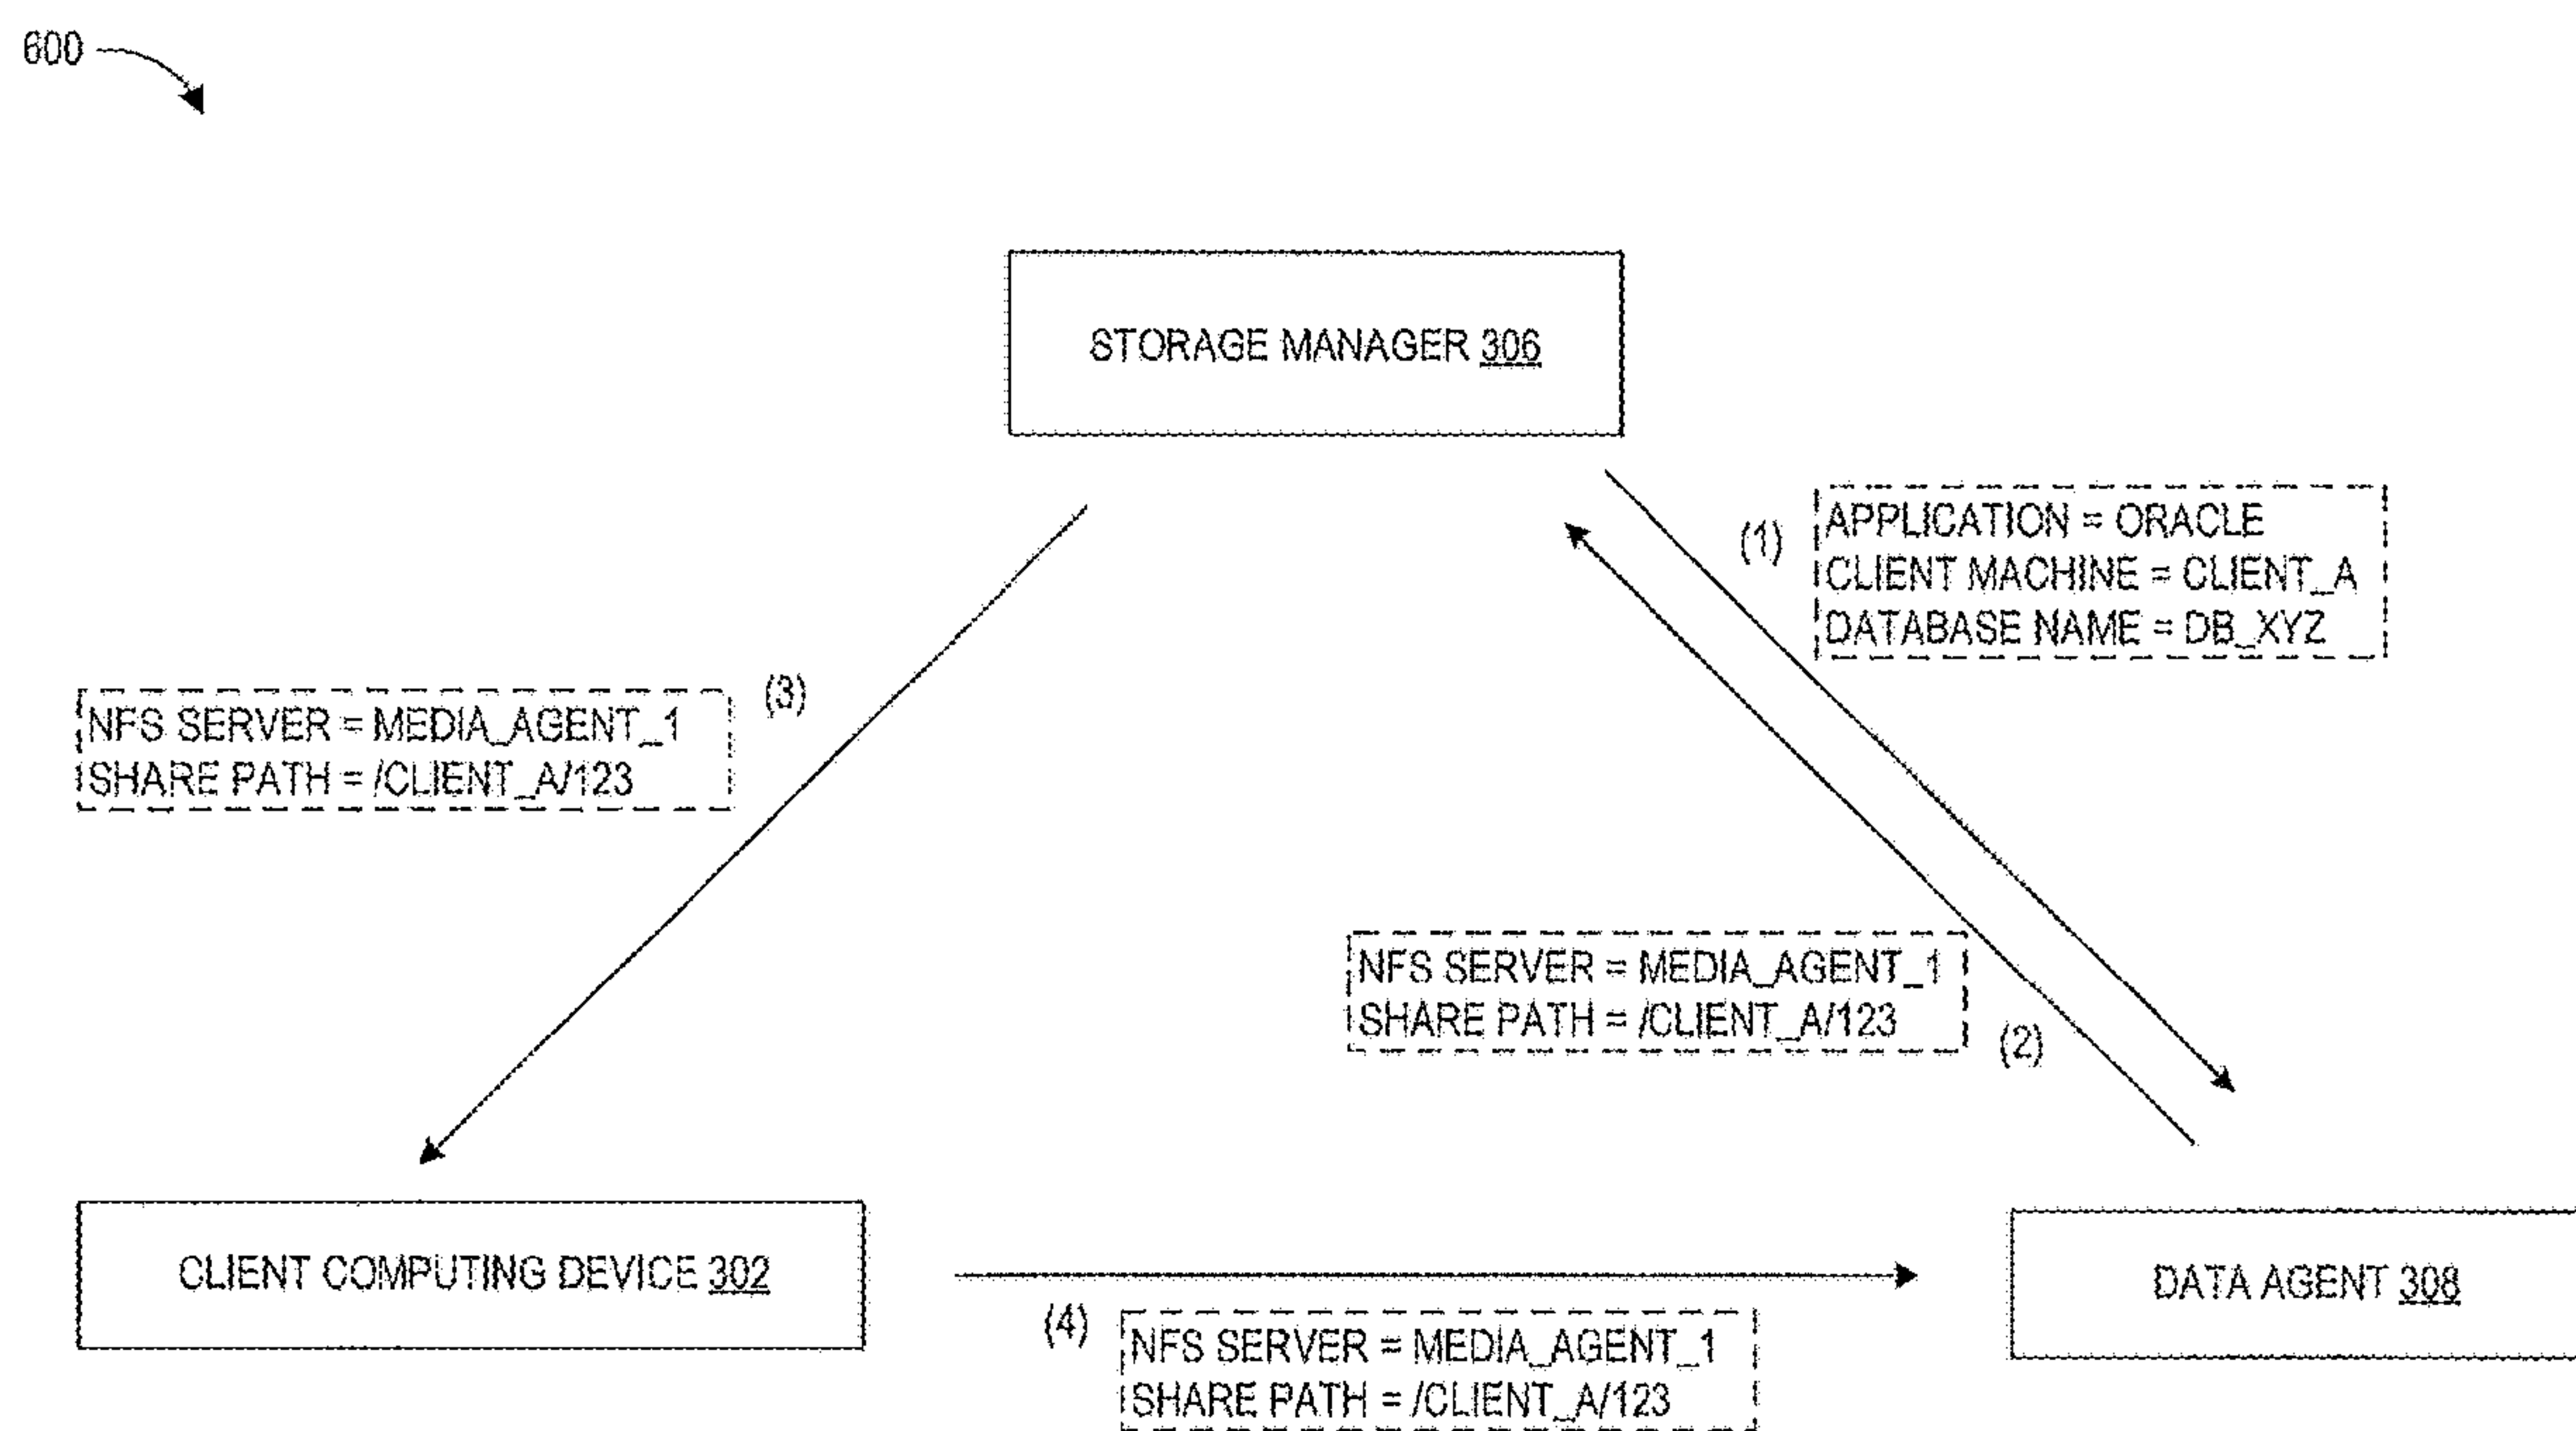 600
STORAGE MANAGER 306
(1)
APPLICATION = ORACLE
CLIENT MACHINE = CLIENT_A
DATABASE NAME = DB_XYZ
(3)
NFS SERVER = MEDIA_AGENT_1
SHARE PATH = /CLIENT_A/123
NFS SERVER = MEDIA_AGENT_1
SHARE PATH = /CLIENT_A/123
(2)
CLIENT COMPUTING DEVICE 302
DATA AGENT 308
(4)
NFS SERVER = MEDIA_AGENT_1
SHARE PATH = /CLIENT_A/123